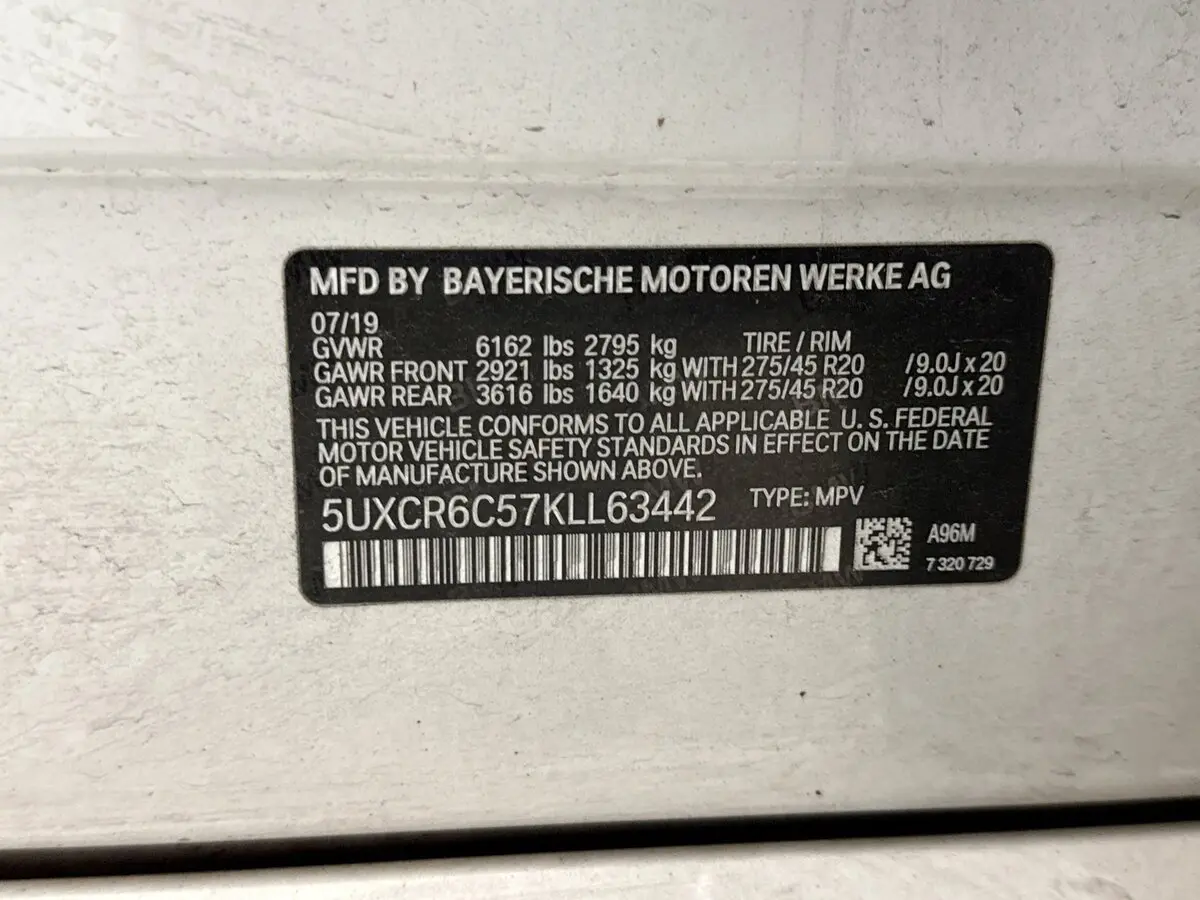 MFD BY BAYERISCHE MOTOREN WERKE AG
07/19
GVWR 6162 lbs 2795 kg TIRE / RIM
GAWR FRONT 2921 lbs 1325 kg WITH 275/45 R20 /9.0J x 20
GAWR REAR 3616 lbs 1640 kg WITH 275/45 R20 /9.0J x 20
THIS VEHICLE CONFORMS TO ALL APPLICABLE U. S. FEDERAL
MOTOR VEHICLE SAFETY STANDARDS IN EFFECT ON THE DATE
OF MANUFACTURE SHOWN ABOVE.
5UXCR6C57KLL63442 TYPE: MPV
A96M
7 320 729